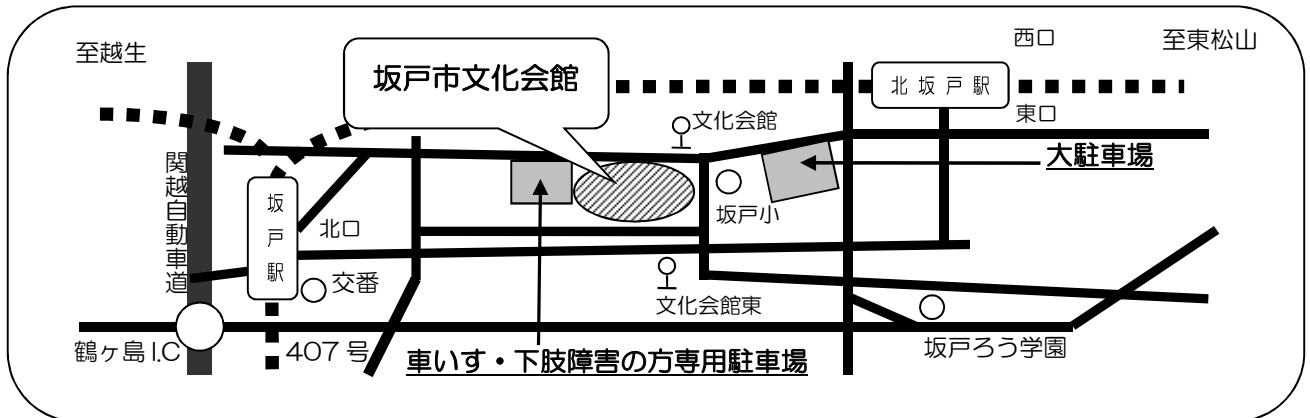 至越生
坂戸市文化会館
西口
至東松山
北坂戸駅
東口
文化会館
大駐車場
関越自動車道
坂戸駅
北口
坂戸小
交番
文化会館東
鶴ヶ島I.C
407号
車いす・下肢障害の方専用駐車場
坂戸ろう学園